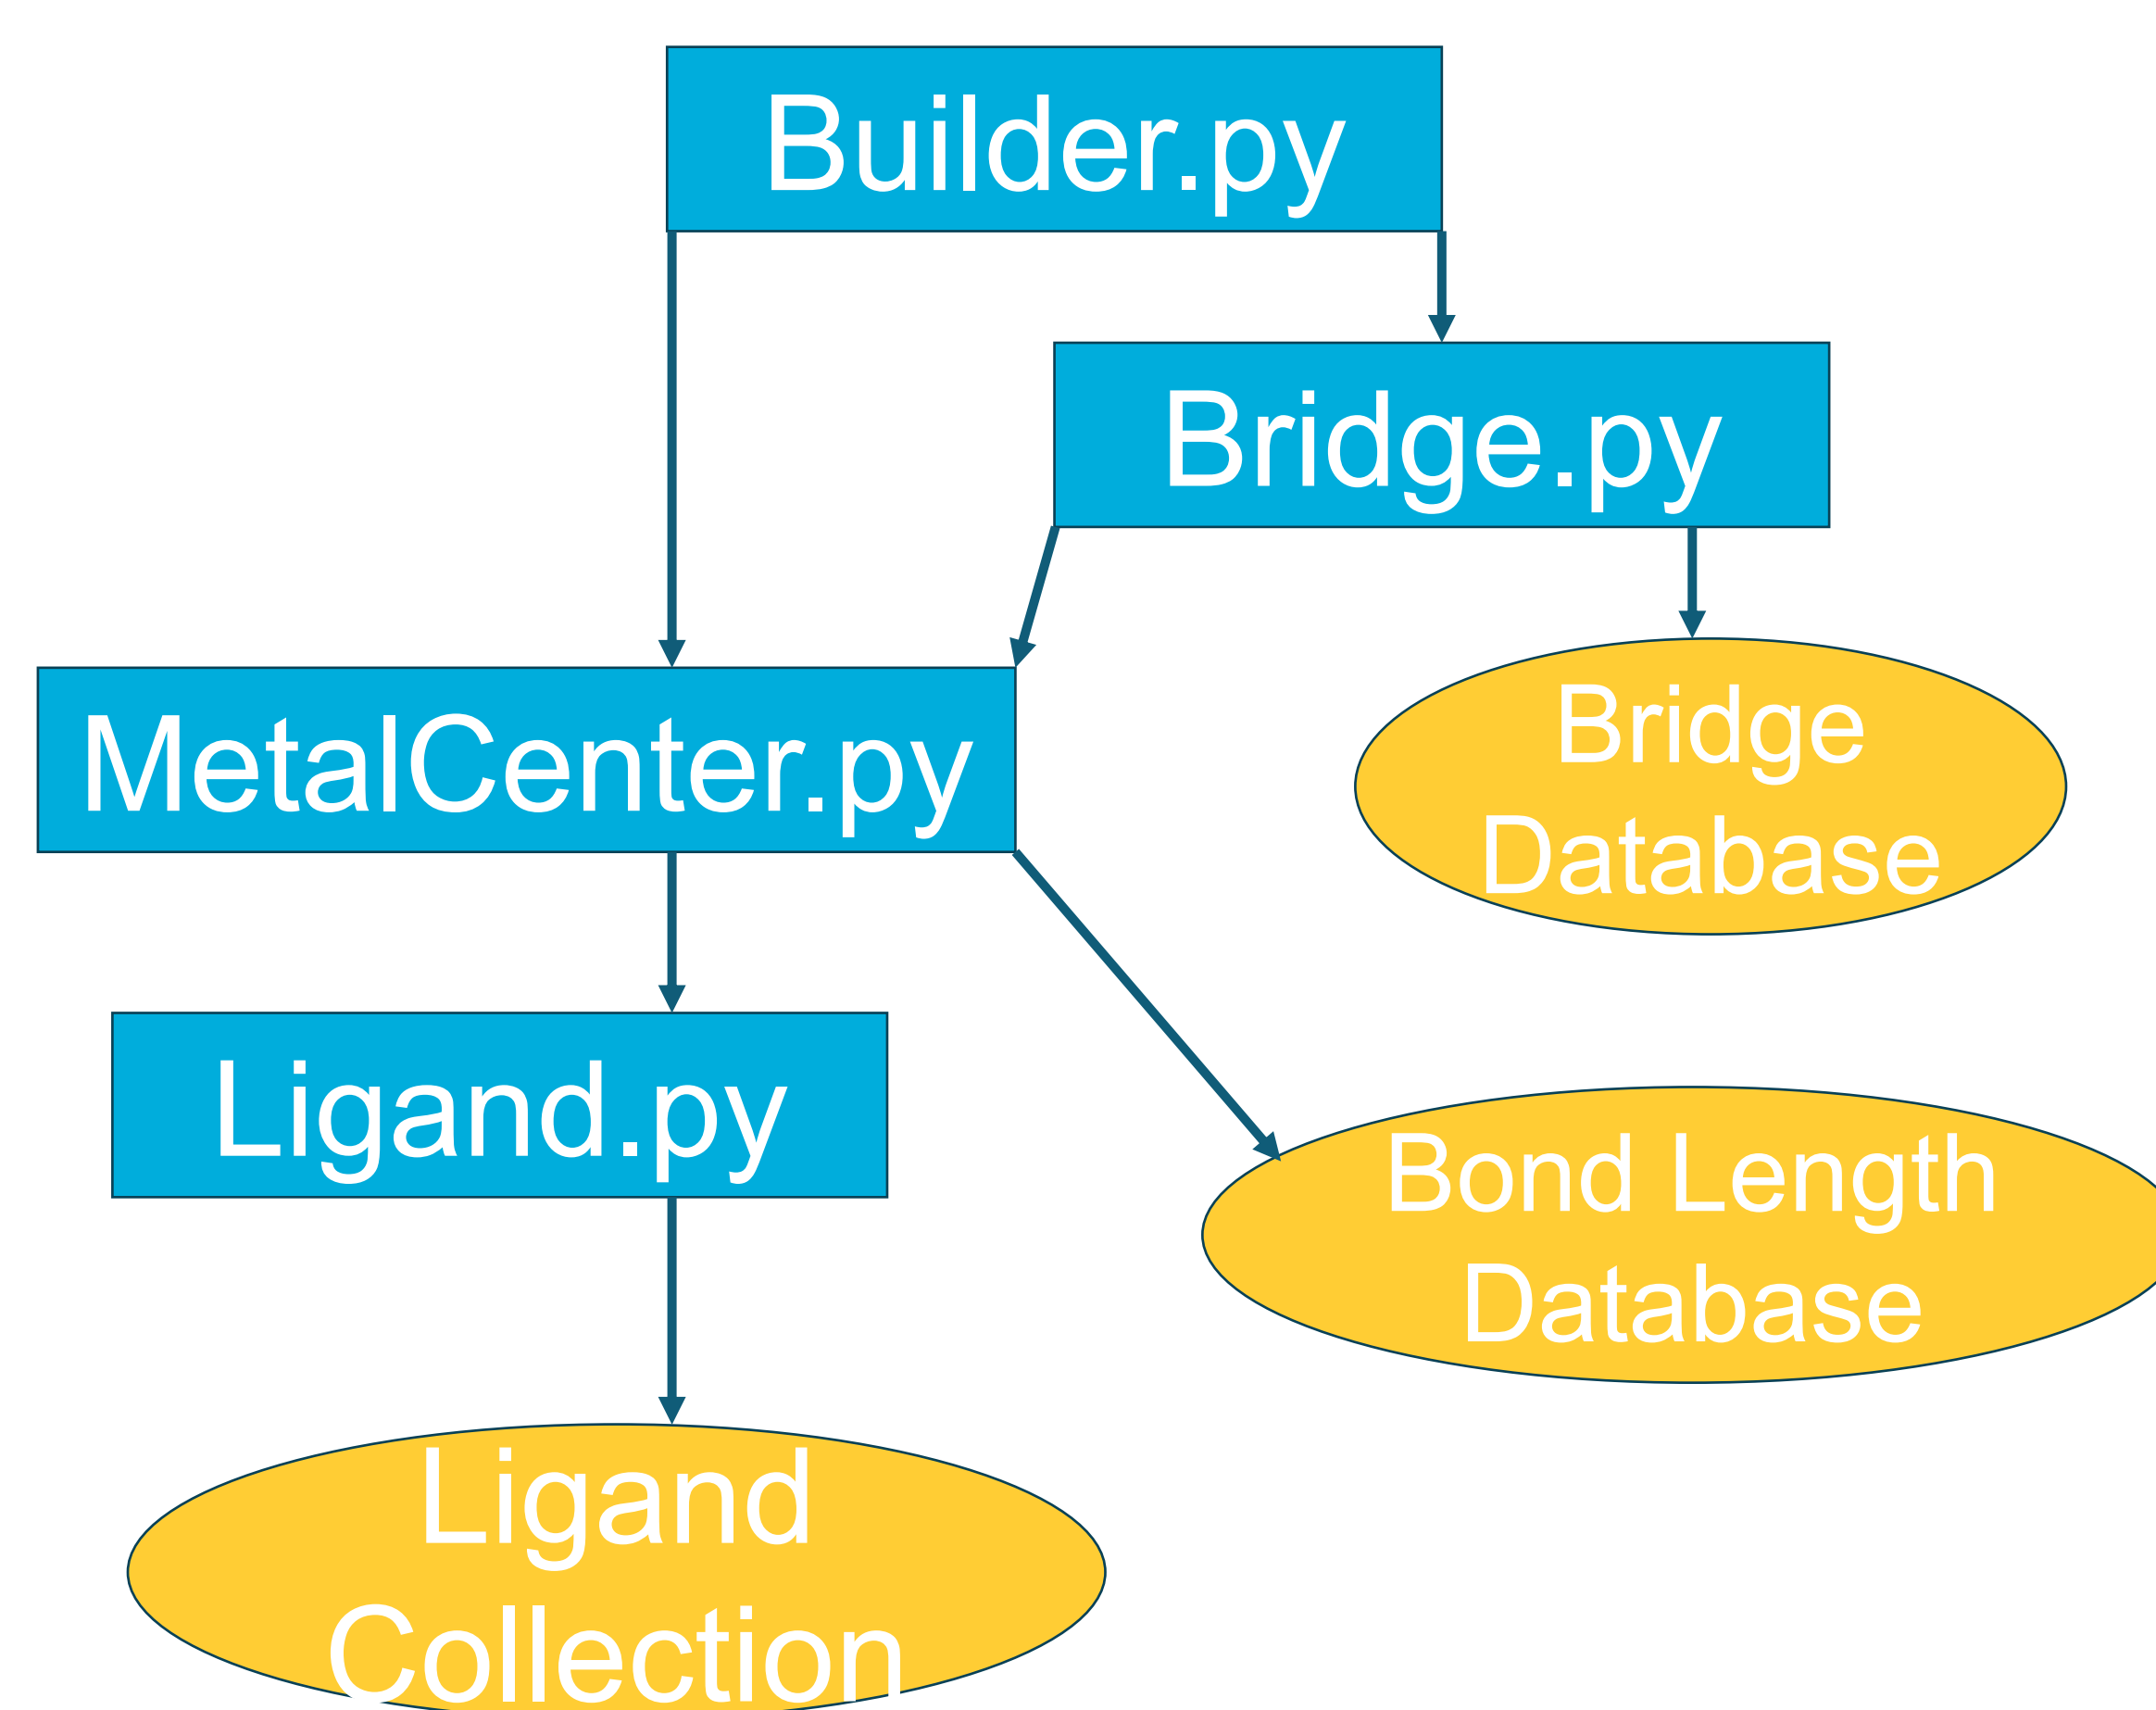 Builder.py
Bridge.py
MetalCenter.py
Bridge
Database
Ligand.py
Bond Length
Database
Ligand
Collection